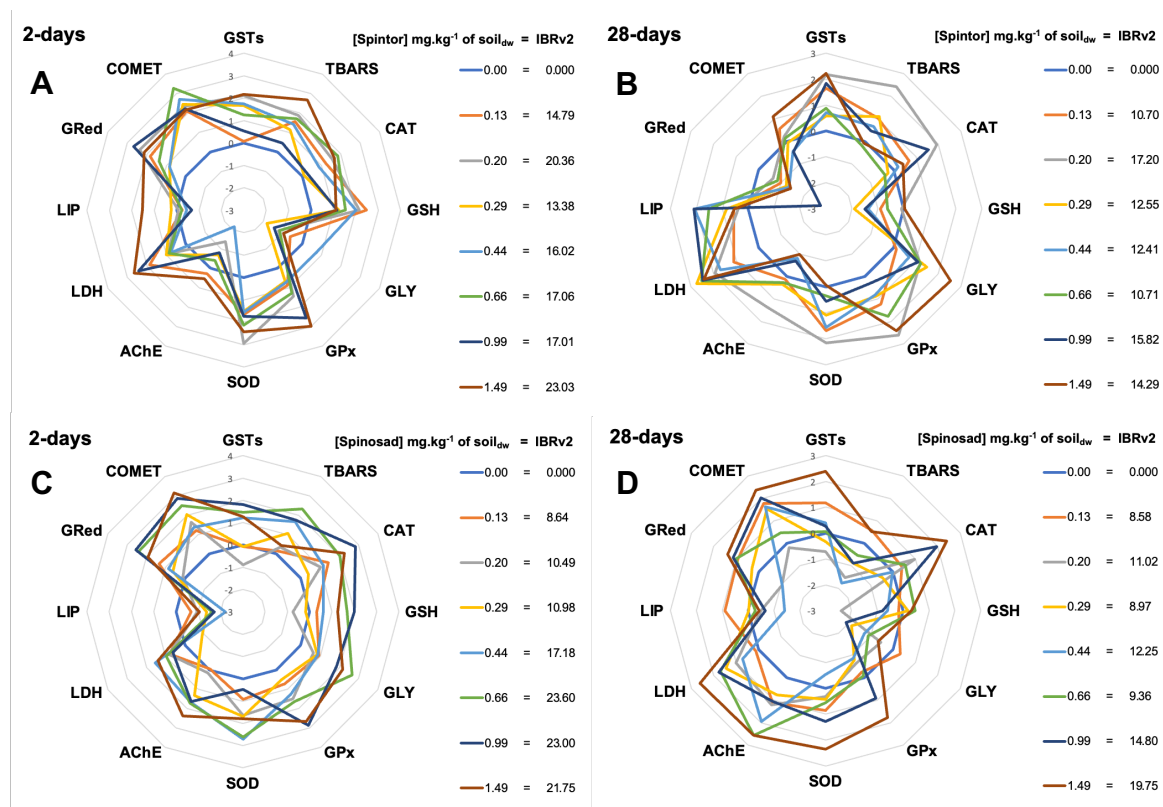 2-days
[Spintor] mg.kg⁻¹ of soil_dw = IBRv2
A
GSTs
TBARS
CAT
GSH
GLY
GPx
SOD
AChE
LDH
LIP
GRed
COMET
4
3
2
1
0
-1
-2
-3
0.00 = 0.000
0.13 = 14.79
0.20 = 20.36
0.29 = 13.38
0.44 = 16.02
0.66 = 17.06
0.99 = 17.01
1.49 = 23.03
28-days
[Spintor] mg.kg⁻¹ of soil_dw = IBRv2
B
GSTs
TBARS
CAT
GSH
GLY
GPx
SOD
AChE
LDH
LIP
GRed
COMET
3
2
1
0
-1
-2
-3
0.00 = 0.000
0.13 = 10.70
0.20 = 17.20
0.29 = 12.55
0.44 = 12.41
0.66 = 10.71
0.99 = 15.82
1.49 = 14.29
2-days
[Spinosad] mg.kg⁻¹ of soil_dw = IBRv2
C
GSTs
TBARS
CAT
GSH
GLY
GPx
SOD
AChE
LDH
LIP
GRed
COMET
4
3
2
1
0
-1
-2
-3
0.00 = 0.000
0.13 = 8.64
0.20 = 10.49
0.29 = 10.98
0.44 = 17.18
0.66 = 23.60
0.99 = 23.00
1.49 = 21.75
28-days
[Spinosad] mg.kg⁻¹ of soil_dw = IBRv2
D
GSTs
TBARS
CAT
GSH
GLY
GPx
SOD
AChE
LDH
LIP
GRed
COMET
3
2
1
0
-1
-2
-3
0.00 = 0.000
0.13 = 8.58
0.20 = 11.02
0.29 = 8.97
0.44 = 12.25
0.66 = 9.36
0.99 = 14.80
1.49 = 19.75